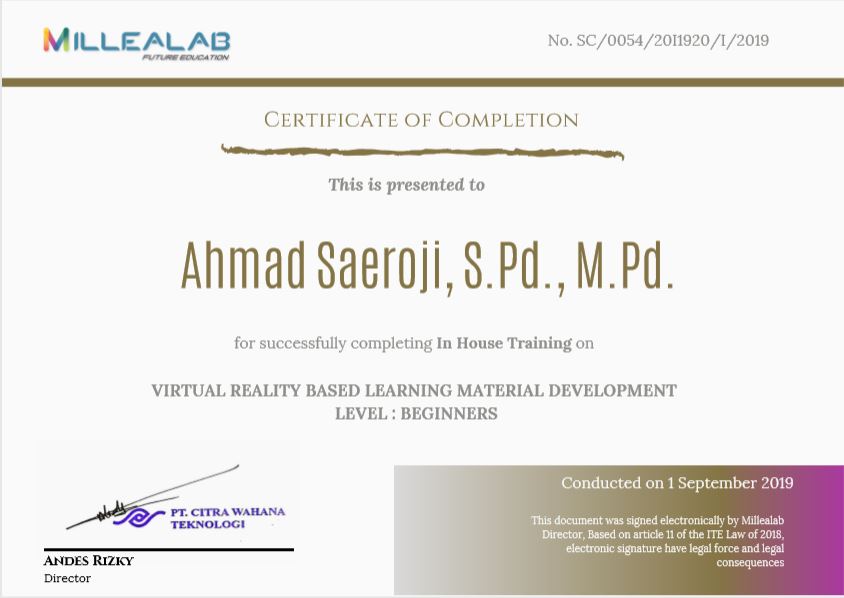 MILLEALAB
FUTURE EDUCATION
No. SC/0054/20I1920/I/2019
CERTIFICATE OF COMPLETION
This is presented to
Ahmad Saeroji, S.Pd., M.Pd.
for successfully completing In House Training on
VIRTUAL REALITY BASED LEARNING MATERIAL DEVELOPMENT
LEVEL : BEGINNERS
PT. CITRA WAHANA
TEKNOLOGI
ANDES RIZKY
Director
Conducted on 1 September 2019
This document was signed electronically by Millealab
Director, Based on article 11 of the ITE Law of 2018,
electronic signature have legal force and legal
consequences